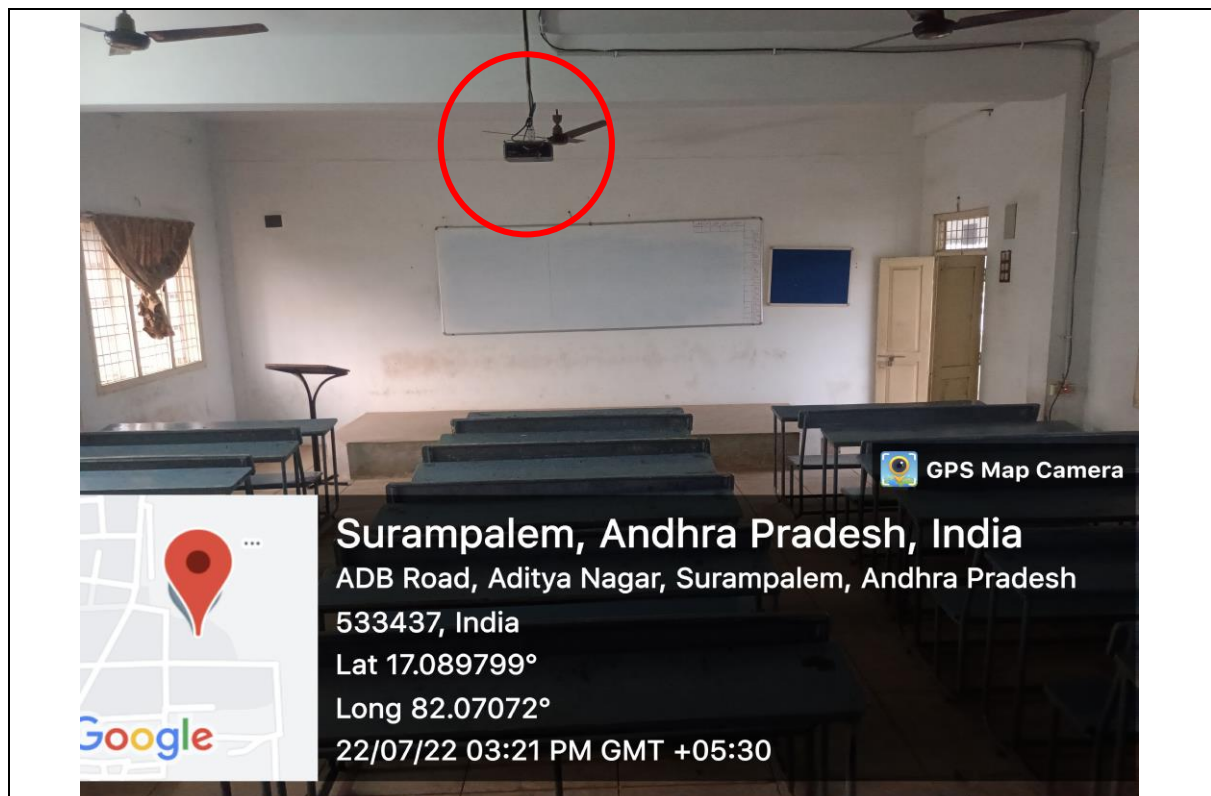 GPS Map Camera
Surampalem, Andhra Pradesh, India
ADB Road, Aditya Nagar, Surampalem, Andhra Pradesh
533437, India
Lat 17.089799°
Long 82.07072°
22/07/22 03:21 PM GMT +05:30
Google